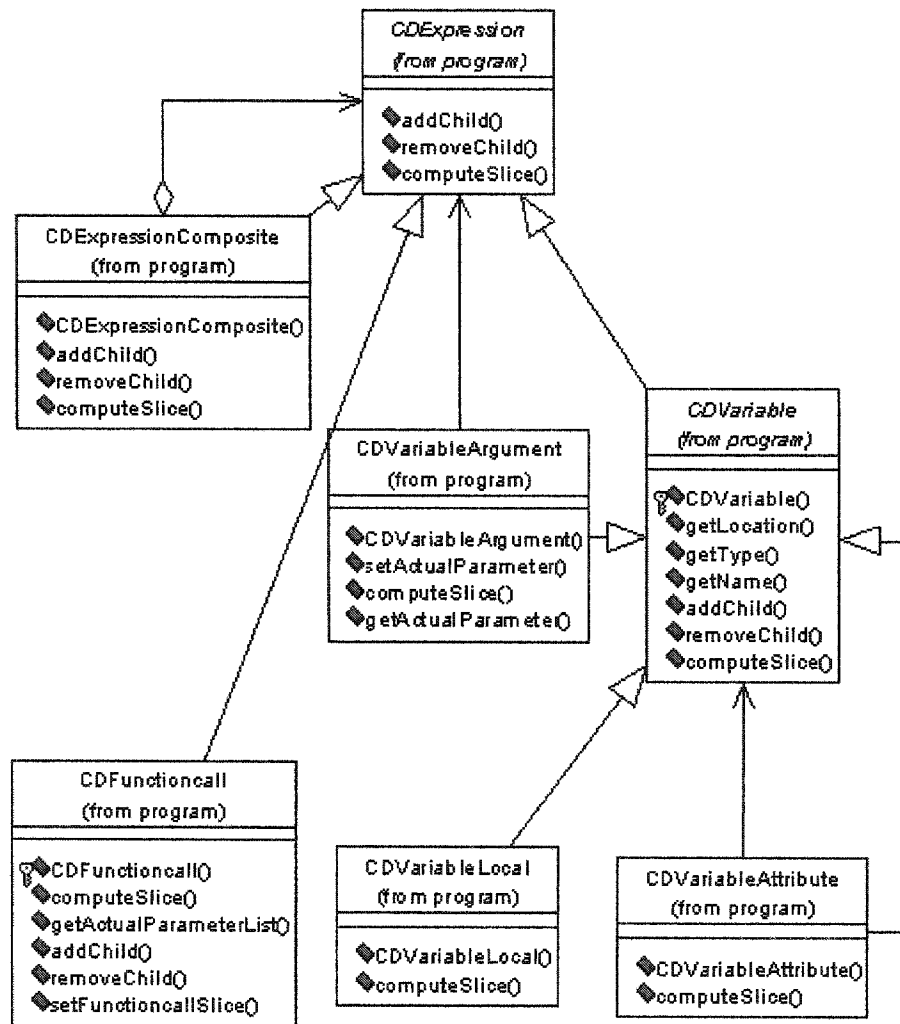 CDExpression
(from program)
addChild()
removeChild()
computeSlice()
CDExpressionComposite
(from program)
CDExpressionComposite()
addChild()
removeChild()
computeSlice()
CDVariableArgument
(from program)
CDVariableArgument()
setActualParameter()
computeSlice()
getActualParameter()
CDVariable
(from program)
CDVariable()
getLocation()
getType()
getName()
addChild()
removeChild()
computeSlice()
CDFunctioncall
(from program)
CDFunctioncall()
computeSlice()
getActualParameterList()
addChild()
removeChild()
setFunctioncallSlice()
CDVariableLocal
(from program)
CDVariableLocal()
computeSlice()
CDVariableAttribute
(from program)
CDVariableAttribute()
computeSlice()